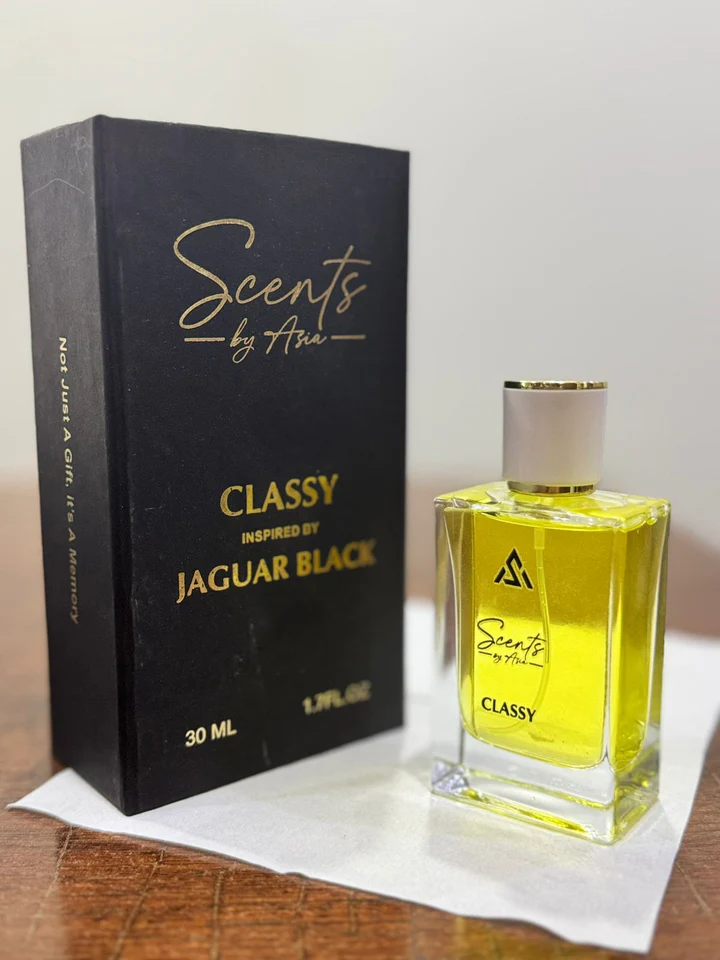 Not Just A Gift, It's A Memory
Scents
by Asia
CLASSY
INSPIRED BY
JAGUAR BLACK
30 ML
1.7FL.OZ
Scents
by Asia
CLASSY